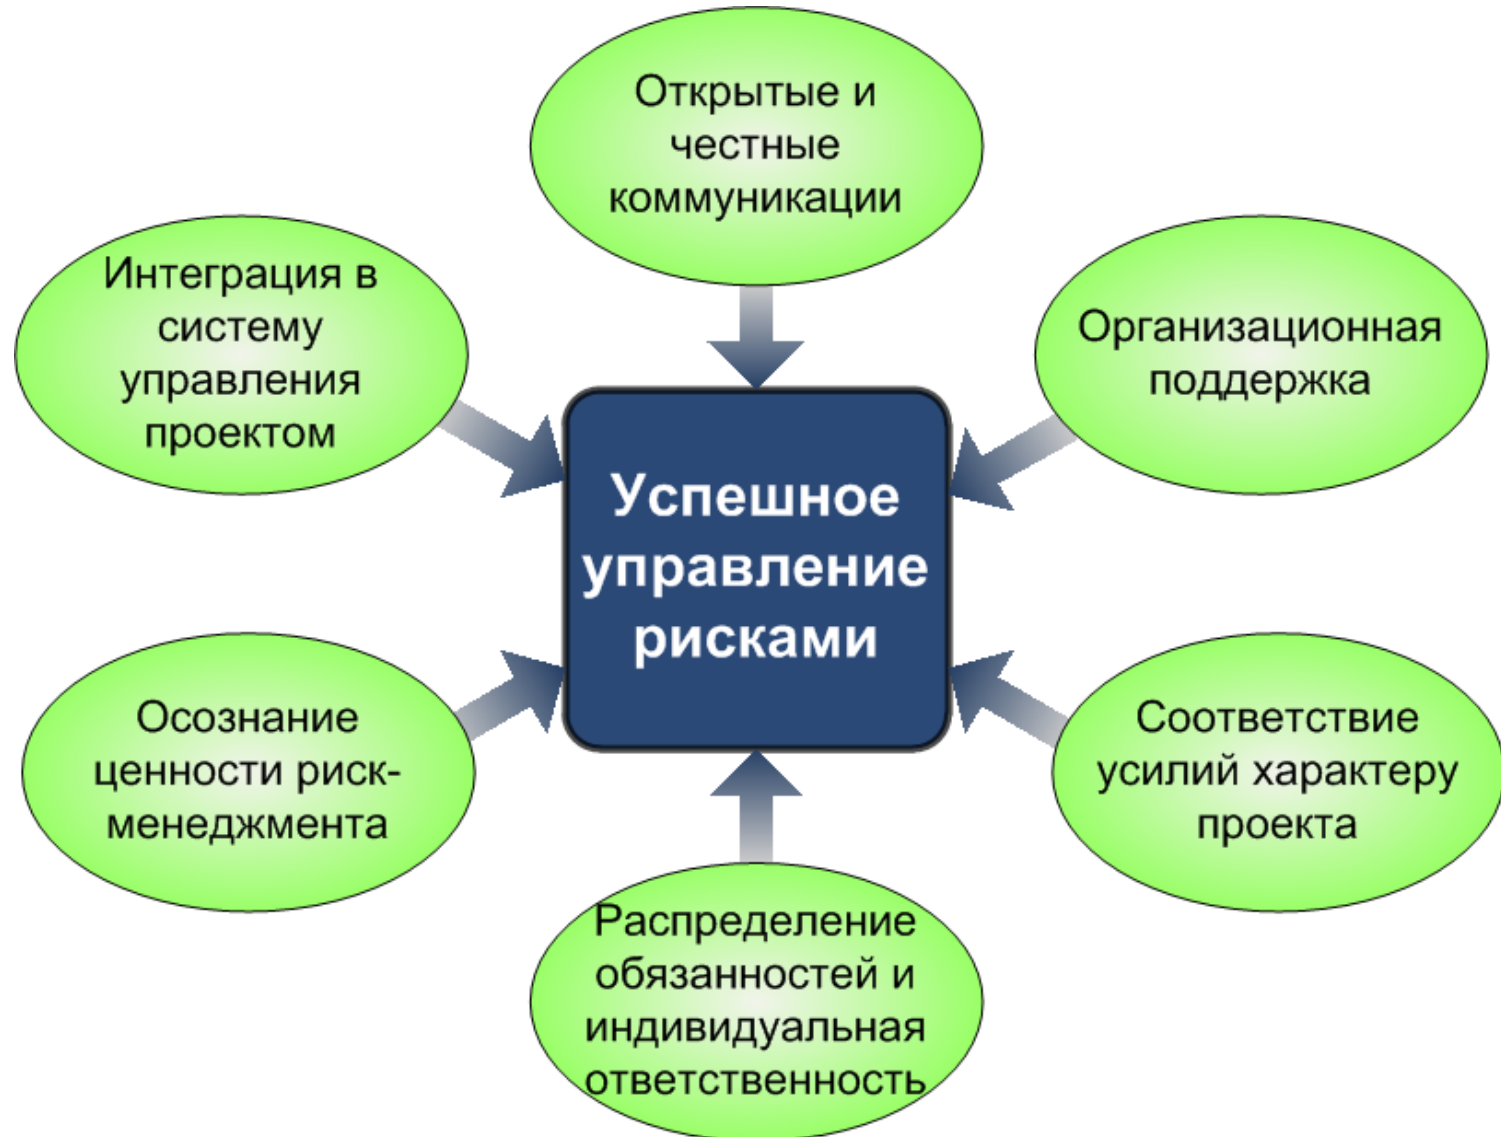 Открытые и
честные
коммуникации
Интеграция в
систему
управления
проектом
Организационная
поддержка
Успешное
управление
рисками
Осознание
ценности риск-
менеджмента
Соответствие
усилий характеру
проекта
Распределение
обязанностей и
индивидуальная
ответственность